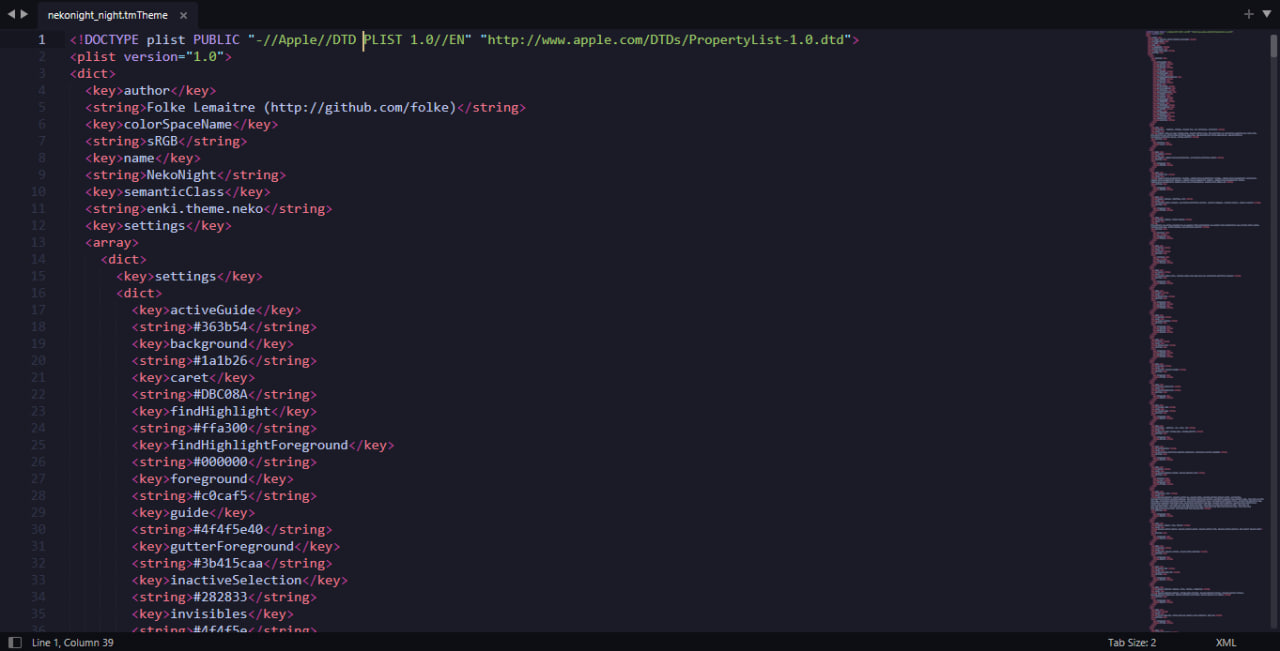 nekonight_night.tmTheme ×
1 <!DOCTYPE plist PUBLIC "-//Apple//DTD PLIST 1.0//EN" "http://www.apple.com/DTDs/PropertyList-1.0.dtd">
2 <plist version="1.0">
3 <dict>
4 <key>author</key>
5 <string>Folke Lemaitre (http://github.com/folke)</string>
6 <key>colorSpaceName</key>
7 <string>sRGB</string>
8 <key>name</key>
9 <string>NekoNight</string>
10 <key>semanticClass</key>
11 <string>enki.theme.neko</string>
12 <key>settings</key>
13 <array>
14 <dict>
15 <key>settings</key>
16 <dict>
17 <key>activeGuide</key>
18 <string>#363b54</string>
19 <key>background</key>
20 <string>#1a1b26</string>
21 <key>caret</key>
22 <string>#DBC08A</string>
23 <key>findHighlight</key>
24 <string>#ffa300</string>
25 <key>findHighlightForeground</key>
26 <string>#000000</string>
27 <key>foreground</key>
28 <string>#c0caf5</string>
29 <key>guide</key>
30 <string>#4f4f5e40</string>
31 <key>gutterForeground</key>
32 <string>#3b415caa</string>
33 <key>inactiveSelection</key>
34 <string>#282833</string>
35 <key>invisibles</key>
36 <string>#4f4f5e</string>
Line 1, Column 39
Tab Size: 2
XML